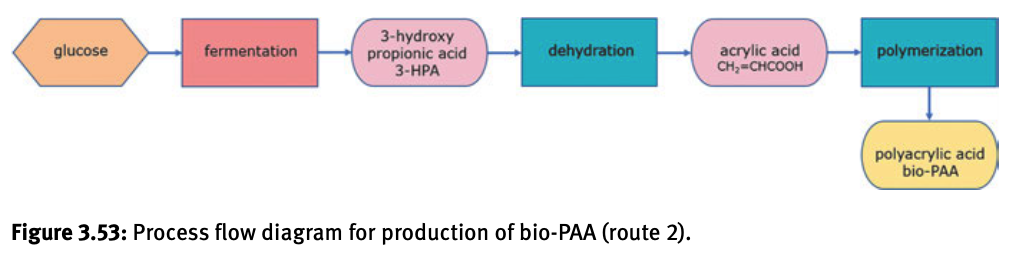 glucose
fermentation
3-hydroxy
propionic acid
3-HPA
dehydration
acrylic acid
CH₂=CHCOOH
polymerization
polyacrylic acid
bio-PAA
Figure 3.53: Process flow diagram for production of bio-PAA (route 2).